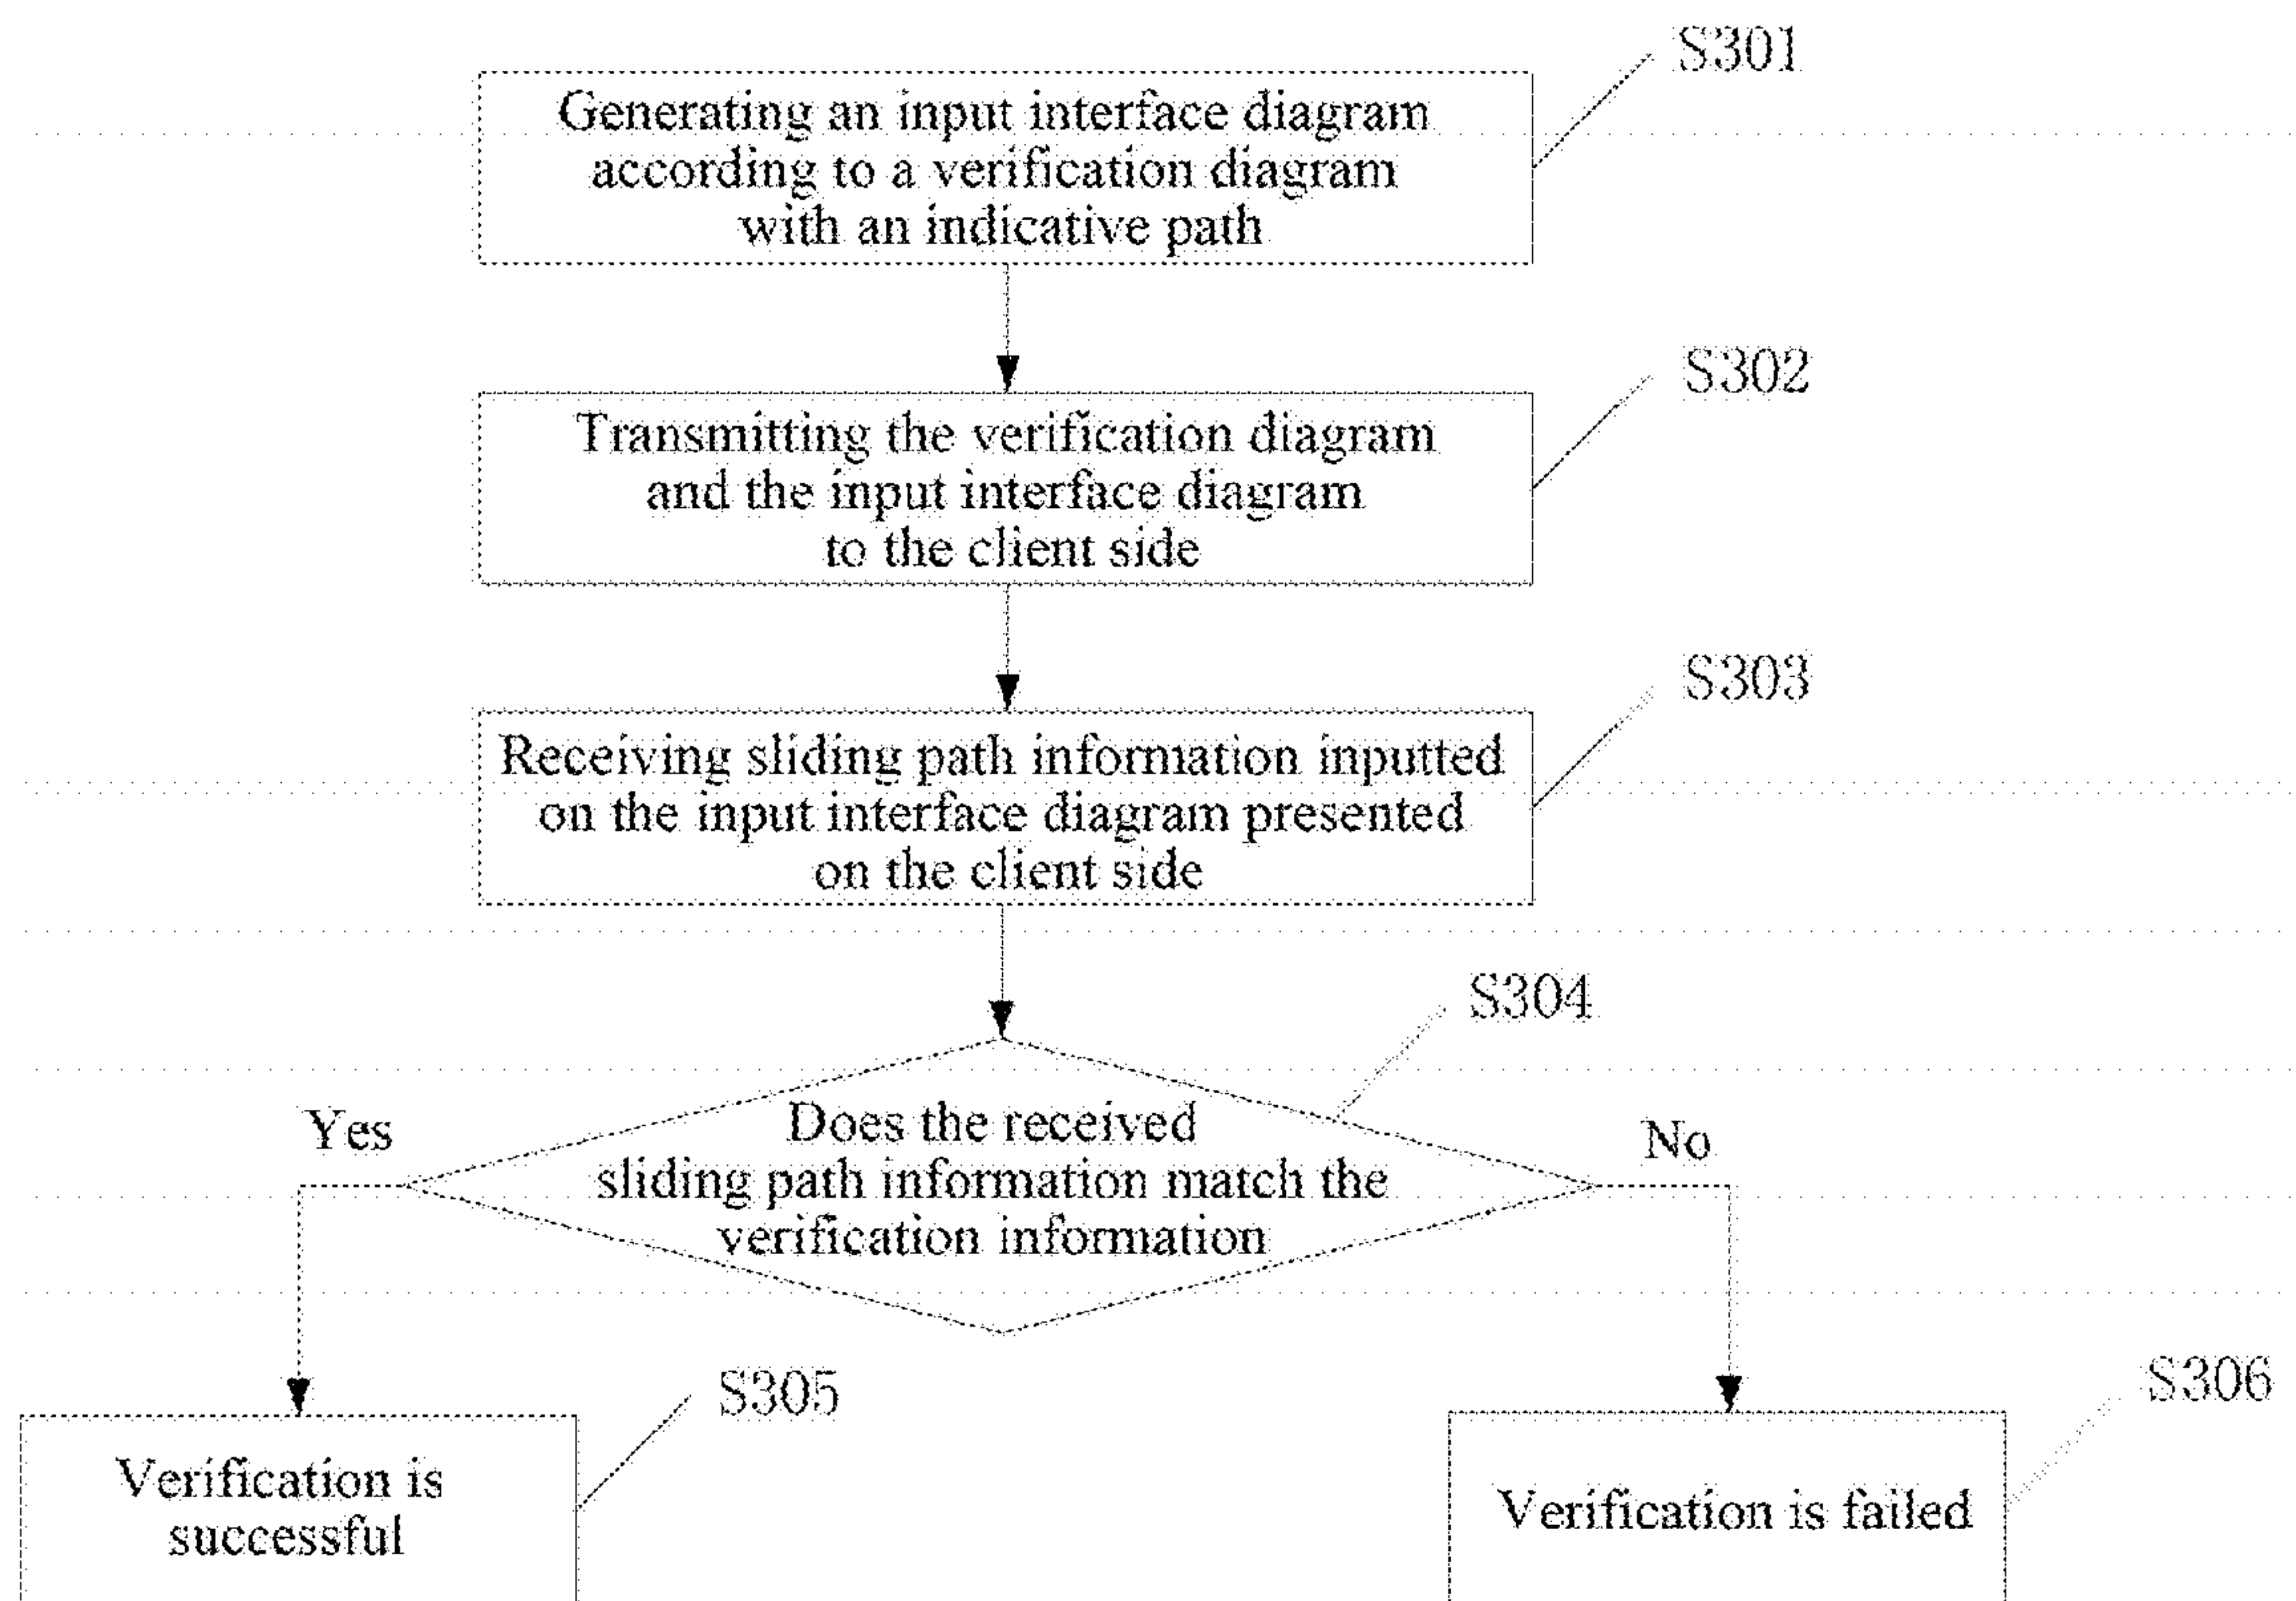 S301
Generating an input interface diagram
according to a verification diagram
with an indicative path
S302
Transmitting the verification diagram
and the input interface diagram
to the client side
S303
Receiving sliding path information inputted
on the input interface diagram presented
on the client side
S304
Yes
Does the received
sliding path information match the
verification information
No
S305
Verification is
successful
S306
Verification is failed